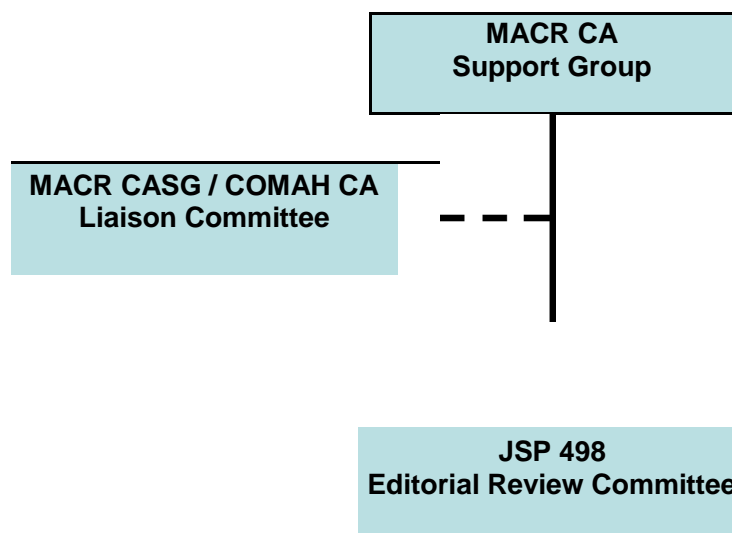 MACR CA
Support Group
MACR CASG / COMAH CA
Liaison Committee
JSP 498
Editorial Review Committee